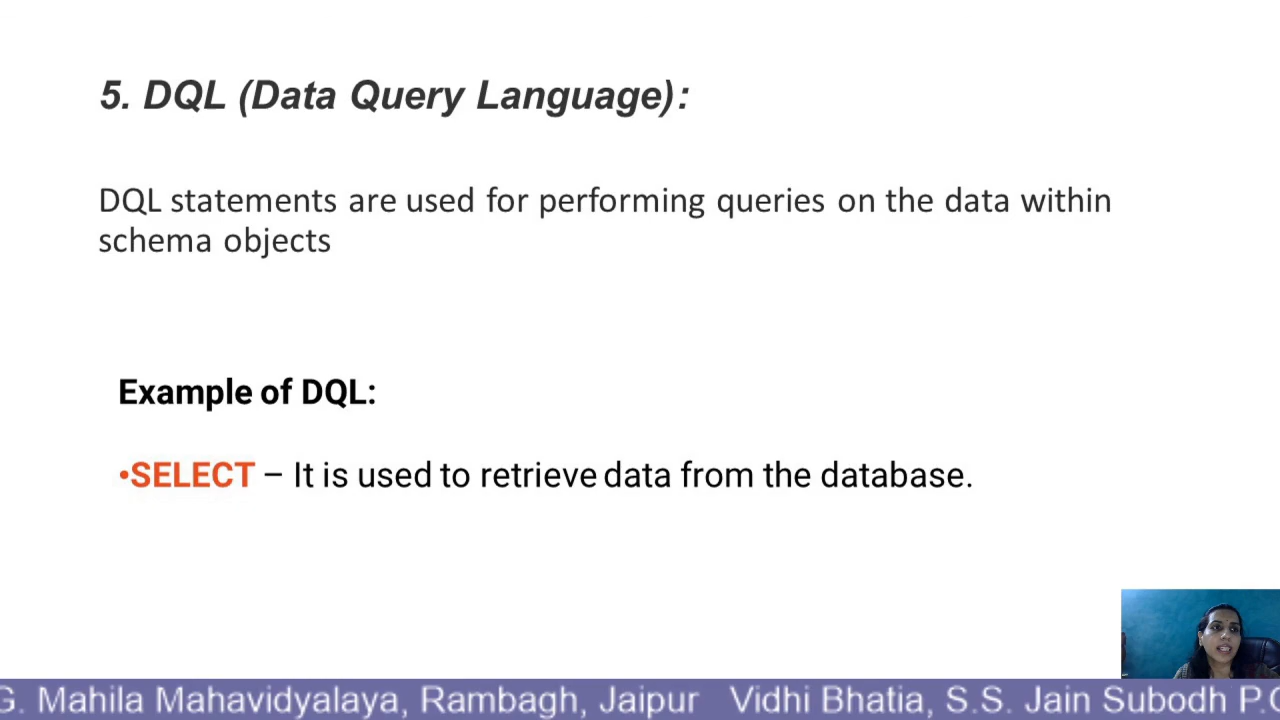 5. DQL (Data Query Language):
DQL statements are used for performing queries on the data within
schema objects
Example of DQL:
•SELECT – It is used to retrieve data from the database.
G. Mahila Mahavidyalaya, Rambagh, Jaipur Vidhi Bhatia, S.S. Jain Subodh P.G